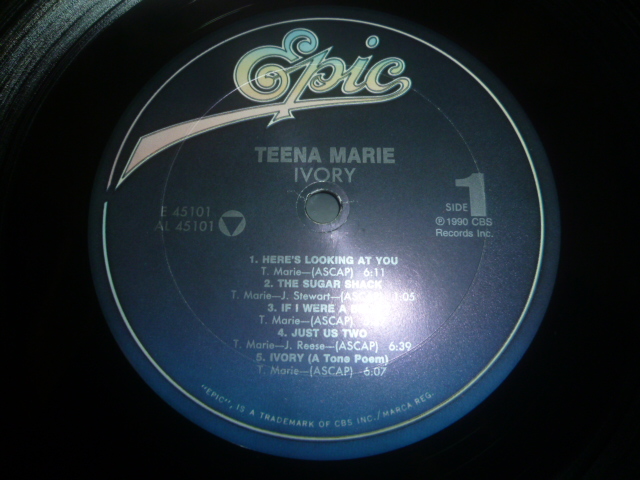 Epic
TEENA MARIE
IVORY
E 45101
AL 45101
SIDE 1
℗ 1990 CBS
Records Inc.
1. HERE'S LOOKING AT YOU
T. Marie—(ASCAP) 6:11
2. THE SUGAR SHACK
T. Marie—J. Stewart—(ASCAP) 1:05
3. IF I WERE A
T. Marie—(ASCAP)
4. JUST US TWO
T. Marie—J. Reese—(ASCAP) 6:39
5. IVORY (A Tone Poem)
T. Marie—(ASCAP) 6:07
"EPIC", IS A TRADEMARK OF CBS INC./MARCA REG.